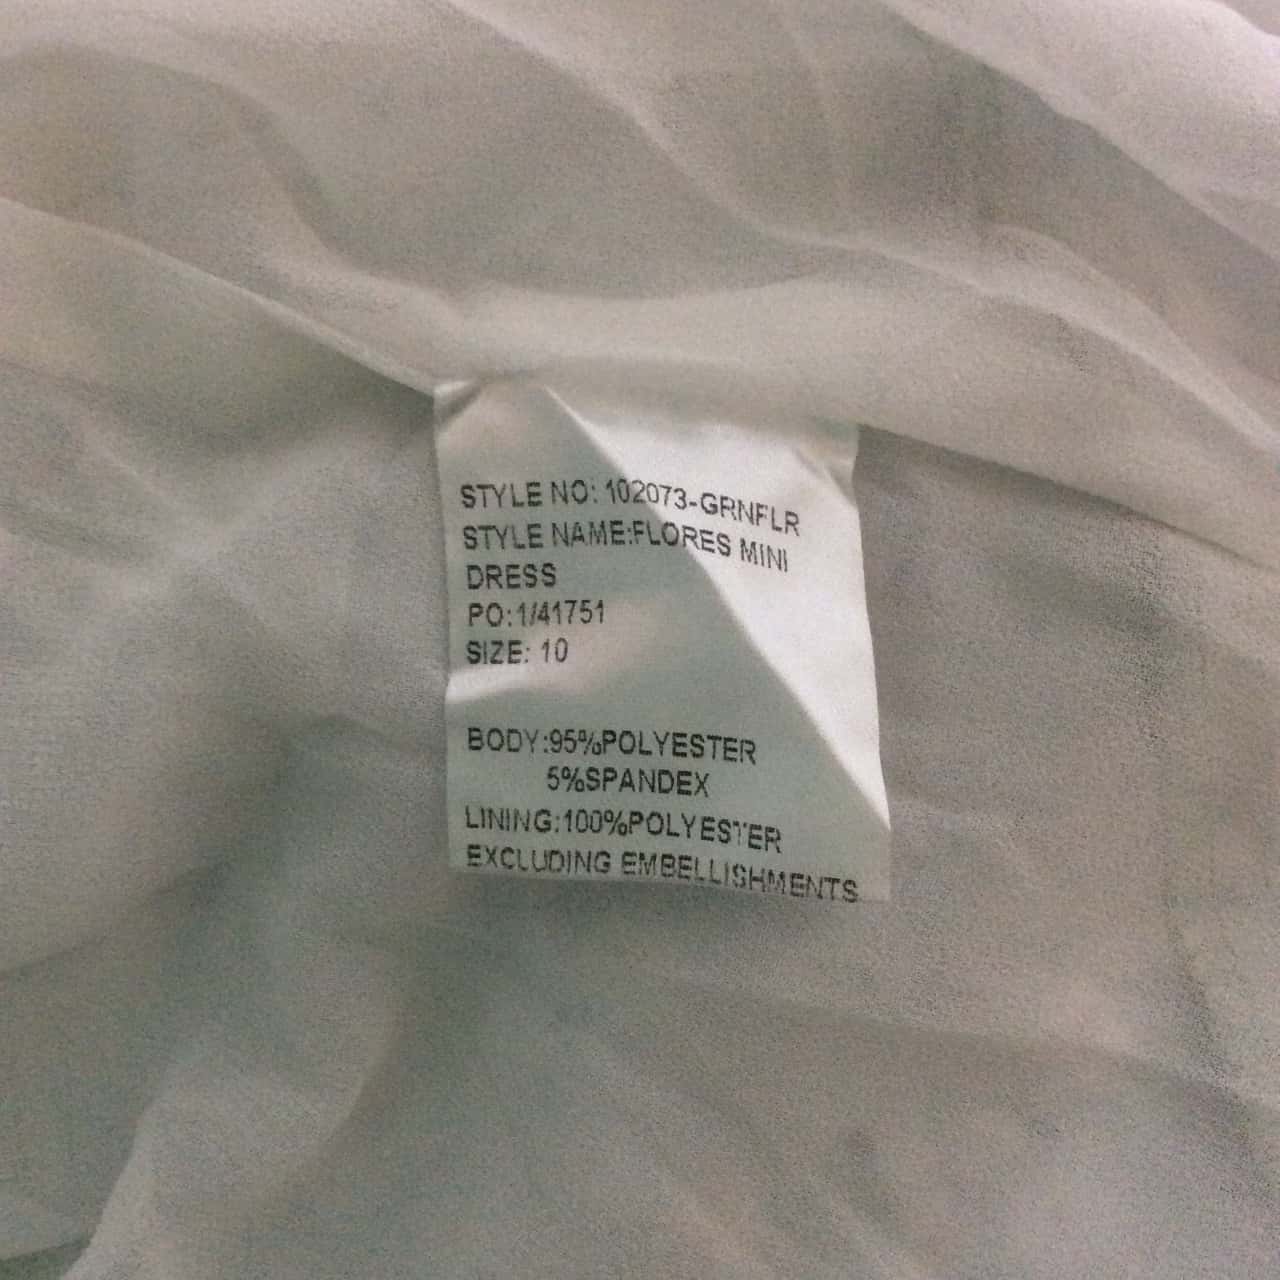 STYLE NO: 102073-GRNFLR
STYLE NAME:FLORES MINI
DRESS
PO:1/41751
SIZE: 10
BODY:95%POLYESTER
5%SPANDEX
LINING:100%POLYESTER
EXCLUDING EMBELLISHMENTS